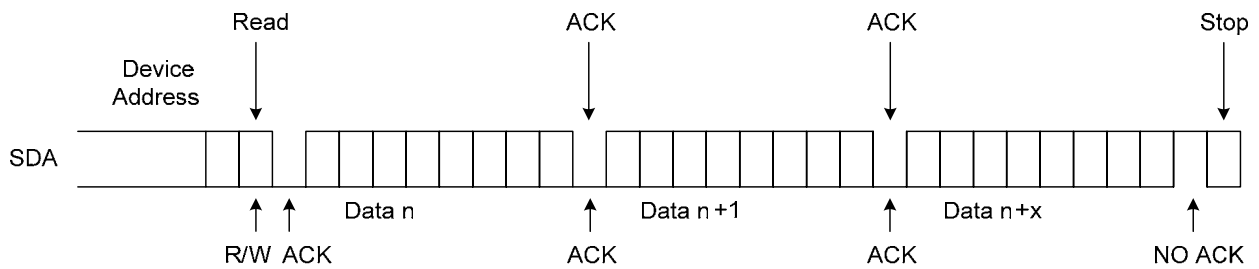 Read ACK ACK Stop
Device
Address
SDA
Data n Data n+1 Data n+x
R/W ACK ACK ACK NO ACK